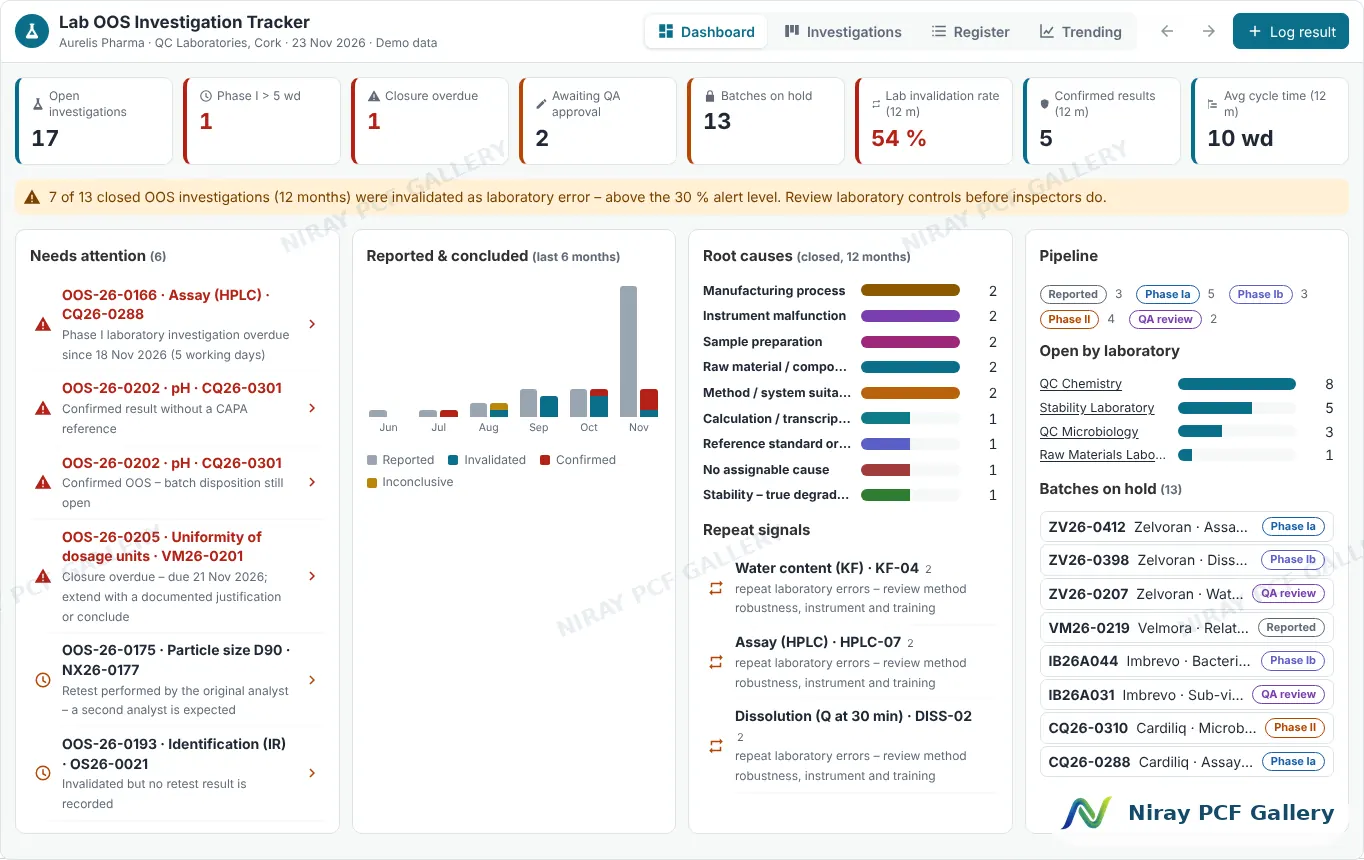 Lab OOS Investigation Tracker
Aurelis Pharma · QC Laboratories, Cork · 23 Nov 2026 · Demo data
Dashboard
Investigations
Register
Trending
Log result
Open investigations
17
Phase I > 5 wd
1
Closure overdue
1
Awaiting QA approval
2
Batches on hold
13
Lab invalidation rate (12 m)
54 %
Confirmed results (12 m)
5
Avg cycle time (12 m)
10 wd
7 of 13 closed OOS investigations (12 months) were invalidated as laboratory error – above the 30 % alert level. Review laboratory controls before inspectors do.
Needs attention (6)
OOS-26-0166 · Assay (HPLC) ·
CQ26-0288
Phase I laboratory investigation overdue
since 18 Nov 2026 (5 working days)
OOS-26-0202 · pH · CQ26-0301
Confirmed result without a CAPA
reference
OOS-26-0202 · pH · CQ26-0301
Confirmed OOS – batch disposition still
open
OOS-26-0205 · Uniformity of
dosage units · VM26-0201
Closure overdue – due 21 Nov 2026;
extend with a documented justification
or conclude
OOS-26-0175 · Particle size D90 ·
NX26-0177
Retest performed by the original analyst
– a second analyst is expected
OOS-26-0193 · Identification (IR)
· OS26-0021
Invalidated but no retest result is
recorded
Reported & concluded (last 6 months)
Jun Jul Aug Sep Oct Nov
Reported Invalidated Confirmed
Inconclusive
Root causes (closed, 12 months)
Manufacturing process 2
Instrument malfunction 2
Sample preparation 2
Raw material / compo... 2
Method / system suita... 2
Calculation / transcrip... 1
Reference standard or... 1
No assignable cause 1
Stability – true degrad... 1
Repeat signals
Water content (KF) · KF-04 2
repeat laboratory errors – review method
robustness, instrument and training
Assay (HPLC) · HPLC-07 2
repeat laboratory errors – review method
robustness, instrument and training
Dissolution (Q at 30 min) · DISS-02
2
repeat laboratory errors – review method
robustness, instrument and training
Pipeline
Reported 3 Phase Ia 5 Phase Ib 3
Phase II 4 QA review 2
Open by laboratory
QC Chemistry 8
Stability Laboratory 5
QC Microbiology 3
Raw Materials Labo... 1
Batches on hold (13)
ZV26-0412 Zelvoran · Assa... Phase Ia
ZV26-0398 Zelvoran · Diss... Phase Ib
ZV26-0207 Zelvoran · Wat... QA review
VM26-0219 Velmora · Relat... Reported
IB26A044 Imbrevo · Bacteri... Phase Ib
IB26A031 Imbrevo · Sub-vi... QA review
CQ26-0310 Cardiliq · Microb... Phase II
CQ26-0288 Cardiliq · Assay... Phase Ia
Niray PCF Gallery
NIRAY PCF GALLERY
NIRAY PCF GALLERY
PCF GALLERY
NIRAY PCF GALLERY
NIRAY PCF GALL